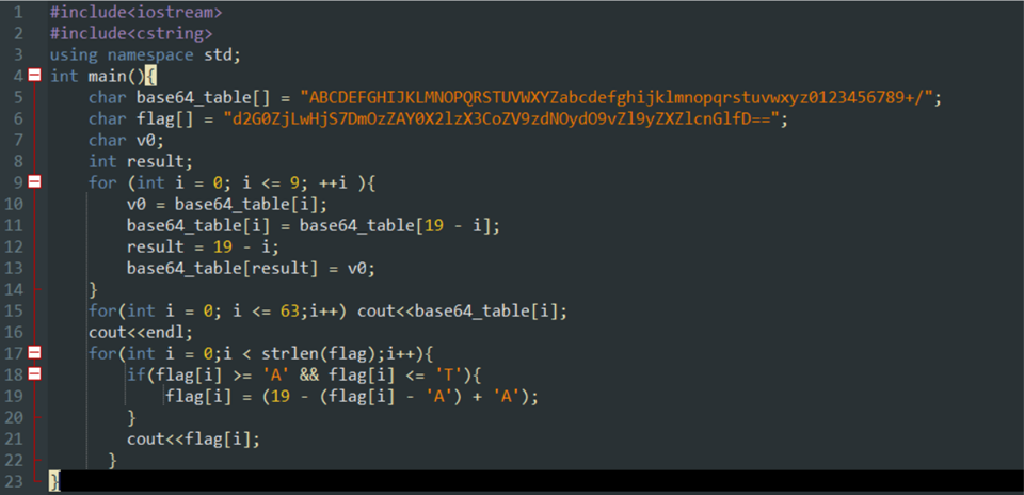 1 #include<iostream>
2 #include<cstring>
3 using namespace std;
4 int main(){
5 char base64_table[] = "ABCDEFGHIJKLMNOPQRSTUVWXYZabcdefghijklmnopqrstuvwxyz0123456789+/";
6 char flag[] = "d2G0ZjLwHjS7DmOzZAY0X2lzX3CoZV9zdNOydO9vZl9yZXZlcnGlfD==";
7 char v0;
8 int result;
9 for (int i = 0; i <= 9; ++i ){
10 v0 = base64_table[i];
11 base64_table[i] = base64_table[19 - i];
12 result = 19 - i;
13 base64_table[result] = v0;
14 }
15 for(int i = 0; i <= 63;i++) cout<<base64_table[i];
16 cout<<endl;
17 for(int i = 0;i < strlen(flag);i++){
18 if(flag[i] >= 'A' && flag[i] <= 'T'){
19 flag[i] = (19 - (flag[i] - 'A') + 'A');
20 }
21 cout<<flag[i];
22 }
23 }